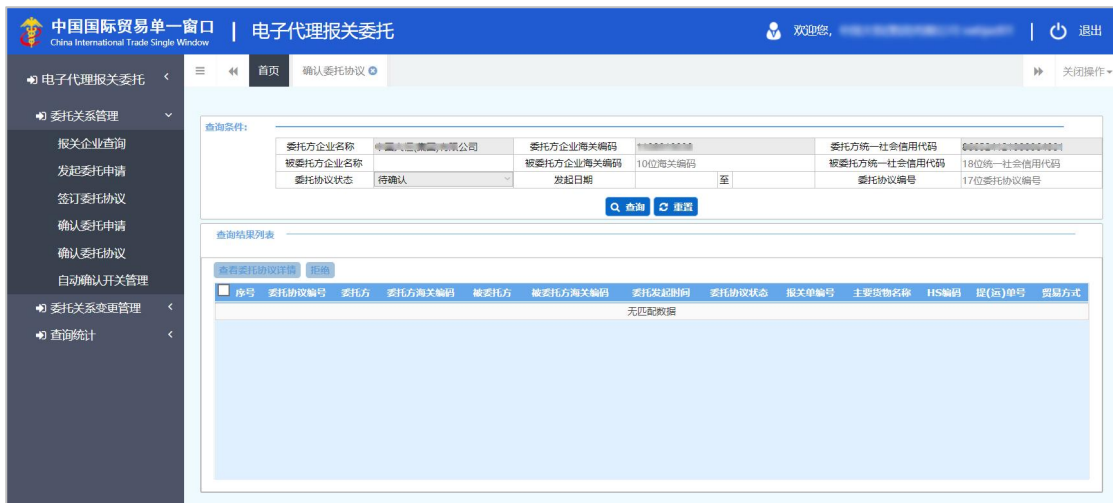 中国国际贸易单一窗口 | 电子代理报关委托 欢迎您, | 退出
China International Trade Single Window
电子代理报关委托 首页 确认委托协议 关闭操作
委托关系管理
报关企业查询
发起委托申请
签订委托协议
确认委托申请
确认委托协议
自动确认开关管理
委托关系变更管理
查询统计
查询条件:
委托方企业名称 有限公司 委托方企业海关编码 委托方统一社会信用代码
被委托方企业名称 被委托方企业海关编码 10位海关编码 被委托方统一社会信用代码 18位统一社会信用代码
委托协议状态 待确认 发起日期 至 委托协议编号 17位委托协议编号
查询 重置
查询结果列表
查看委托协议详情 拒绝
序号 委托协议编号 委托方 委托方海关编码 被委托方 被委托方海关编码 委托发起时间 委托协议状态 报关单编号 主要货物名称 HS编码 提(运)单号 贸易方式
无匹配数据